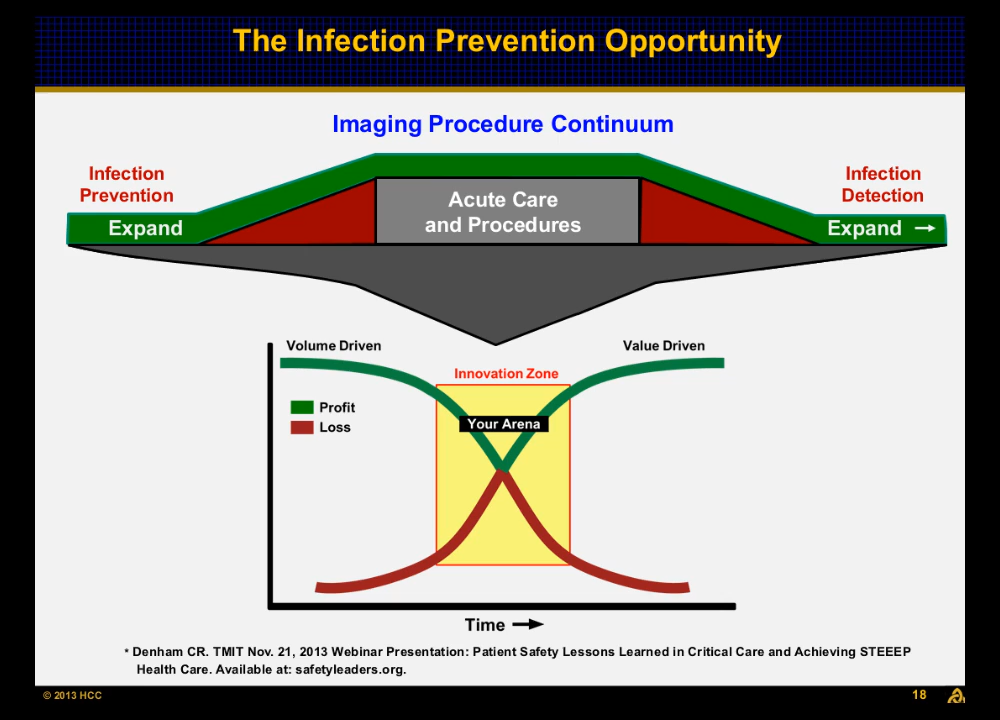 The Infection Prevention Opportunity
Imaging Procedure Continuum
Infection
Prevention
Expand
Acute Care
and Procedures
Infection
Detection
Expand →
Volume Driven
Value Driven
Innovation Zone
Your Arena
Profit
Loss
Time →
* Denham CR. TMIT Nov. 21, 2013 Webinar Presentation: Patient Safety Lessons Learned in Critical Care and Achieving STEEEP
Health Care. Available at: safetyleaders.org.
© 2013 HCC
18